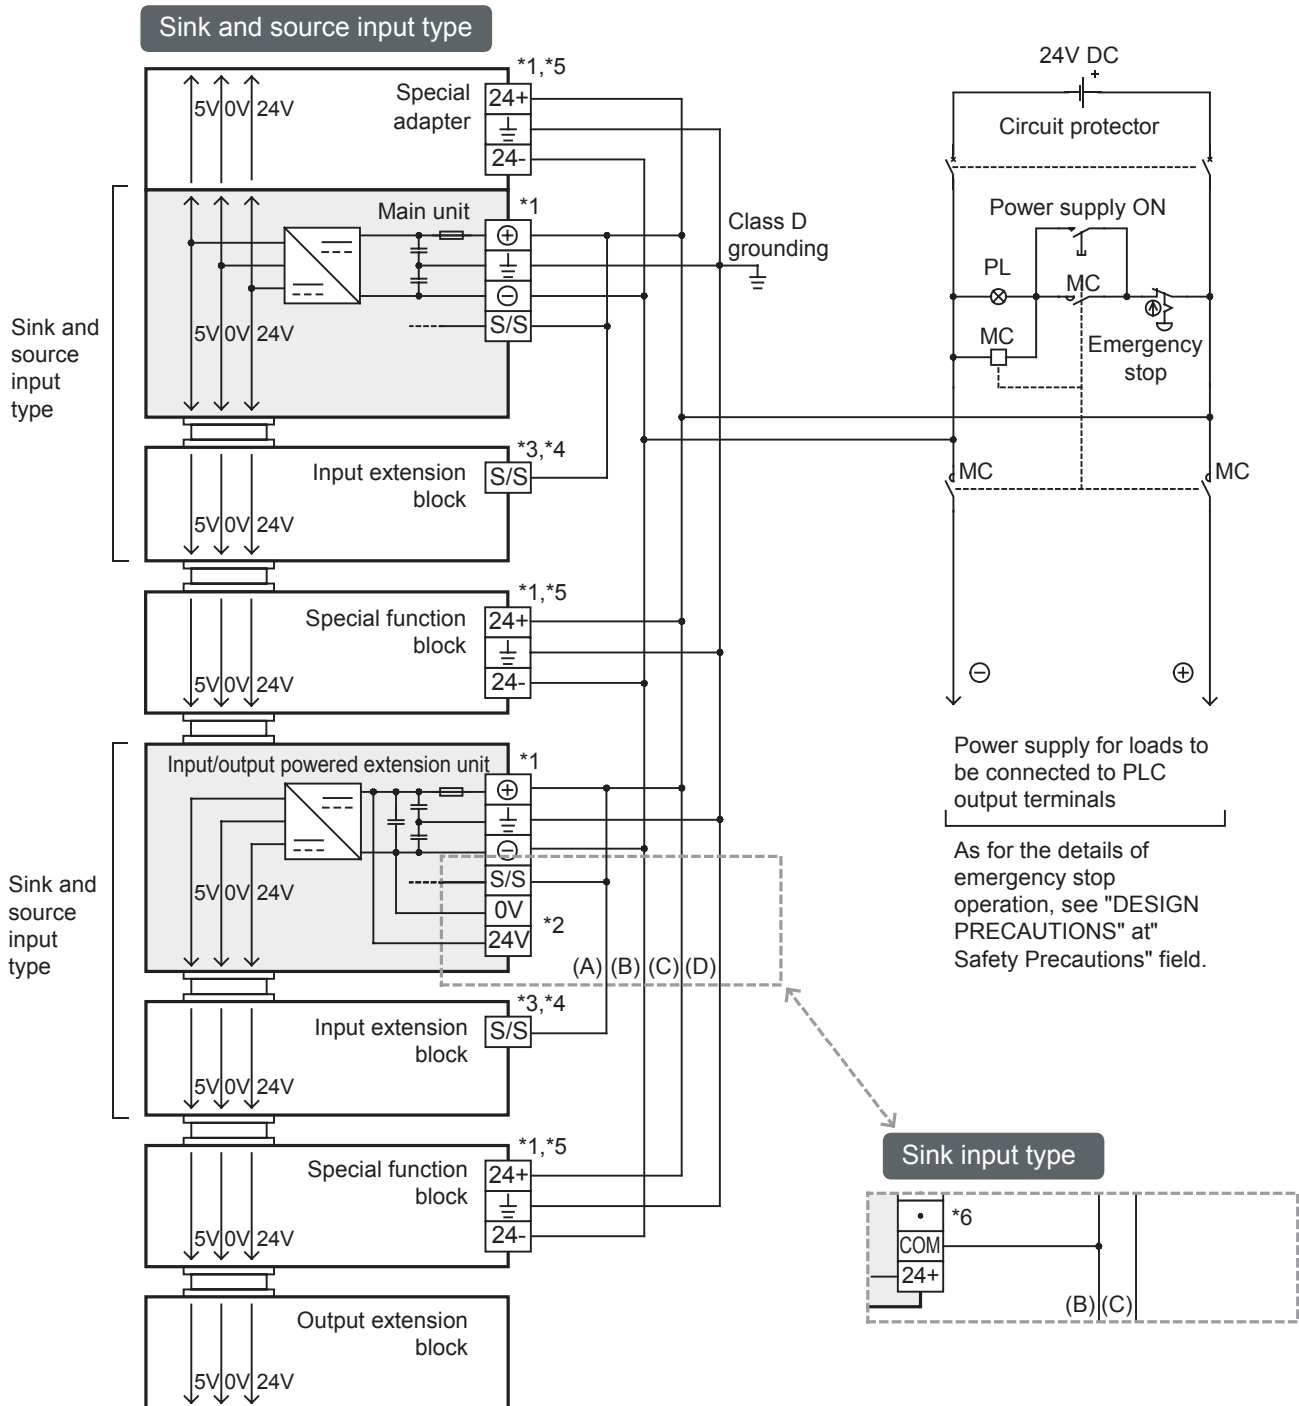 Sink and source input type
*1,*5
5V 0V 24V
Special
adapter
24+
24-
Main unit
*1
+
-
S/S
5V 0V 24V
Sink and
source
input
type
Class D
grounding
Input extension
block
*3,*4
S/S
5V 0V 24V
Special function
block
*1,*5
24+
24-
5V 0V 24V
Input/output powered extension unit
*1
+
-
S/S
0V
24V
*2
5V 0V 24V
(A) (B) (C) (D)
Sink and
source
input
type
Input extension
block
*3,*4
S/S
5V 0V 24V
Special function
block
*1,*5
24+
24-
5V 0V 24V
Output extension
block
5V 0V 24V
24V DC
+
Circuit protector
Power supply ON
PL
MC
MC
Emergency
stop
MC
MC
-
+
Power supply for loads to
be connected to PLC
output terminals
As for the details of
emergency stop
operation, see "DESIGN
PRECAUTIONS" at"
Safety Precautions" field.
Sink input type
•
*6
COM
24+
(B) (C)